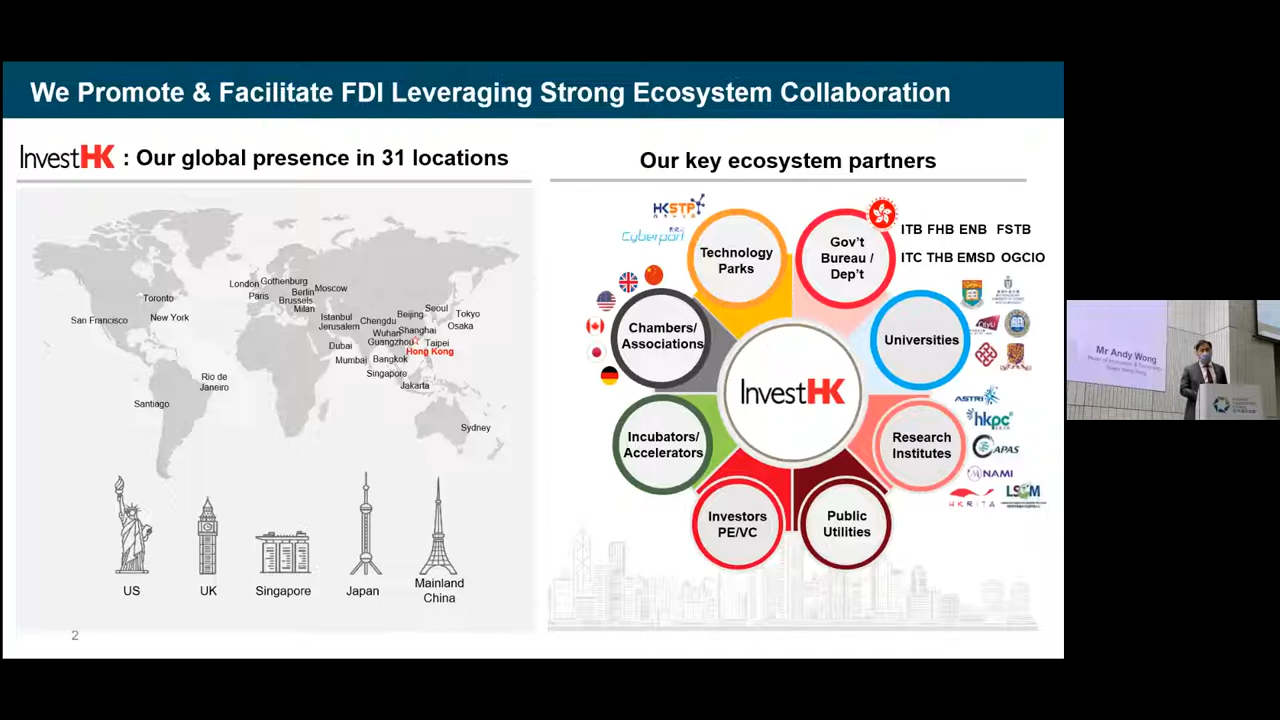 We Promote & Facilitate FDI Leveraging Strong Ecosystem Collaboration
InvestHK : Our global presence in 31 locations
San Francisco
Toronto
New York
Rio de
Janeiro
Santiago
London
Gothenburg
Paris
Berlin
Brussels
Milan
Moscow
Istanbul
Jerusalem
Dubai
Mumbai
Chengdu
Wuhan
Guangzhou
Beijing
Shanghai
Seoul
Tokyo
Osaka
Taipei
Hong Kong
Bangkok
Singapore
Jakarta
Sydney
US
UK
Singapore
Japan
Mainland
China
2
Our key ecosystem partners
HKSTP
Cyberport
Technology
Parks
Gov't
Bureau /
Dep't
ITB FHB ENB FSTB
ITC THB EMSD OGCIO
Chambers/
Associations
Universities
InvestHK
Incubators/
Accelerators
Research
Institutes
ASTRI
hkpc
APAS
NAMI
HKRITA
LSCM
Investors
PE/VC
Public
Utilities
Mr Andy Wong